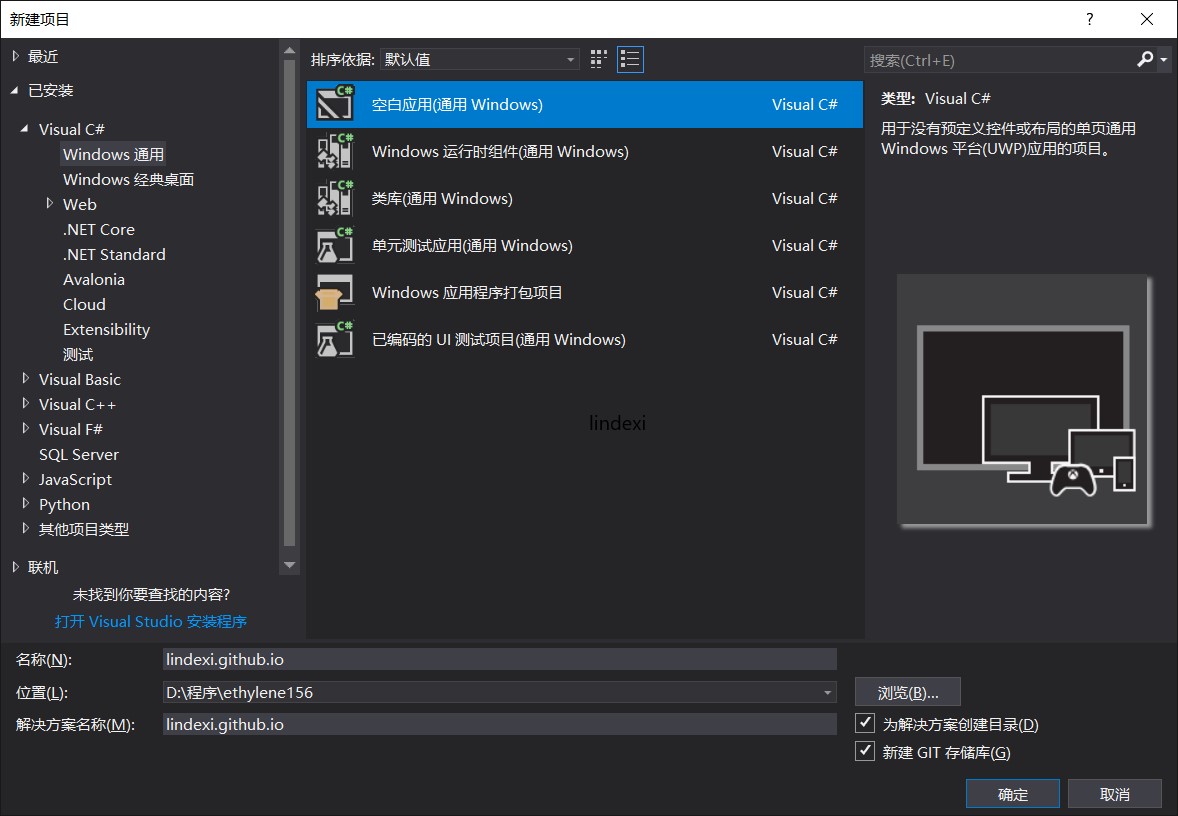 新建项目
?
最近
已安装
Visual C#
Windows 通用
Windows 经典桌面
Web
.NET Core
.NET Standard
Avalonia
Cloud
Extensibility
测试
Visual Basic
Visual C++
Visual F#
SQL Server
JavaScript
Python
其他项目类型
联机
未找到你要查找的内容?
打开 Visual Studio 安装程序
排序依据: 默认值
空白应用(通用 Windows) Visual C#
Windows 运行时组件(通用 Windows) Visual C#
类库(通用 Windows) Visual C#
单元测试应用(通用 Windows) Visual C#
Windows 应用程序打包项目 Visual C#
已编码的 UI 测试项目(通用 Windows) Visual C#
lindexi
搜索(Ctrl+E)
类型: Visual C#
用于没有预定义控件或布局的单页通用
Windows 平台(UWP)应用的项目。
名称(N): lindexi.github.io
位置(L): D:\程序\ethylene156 浏览(B)...
解决方案名称(M): lindexi.github.io 为解决方案创建目录(D)
新建 GIT 存储库(G)
确定 取消